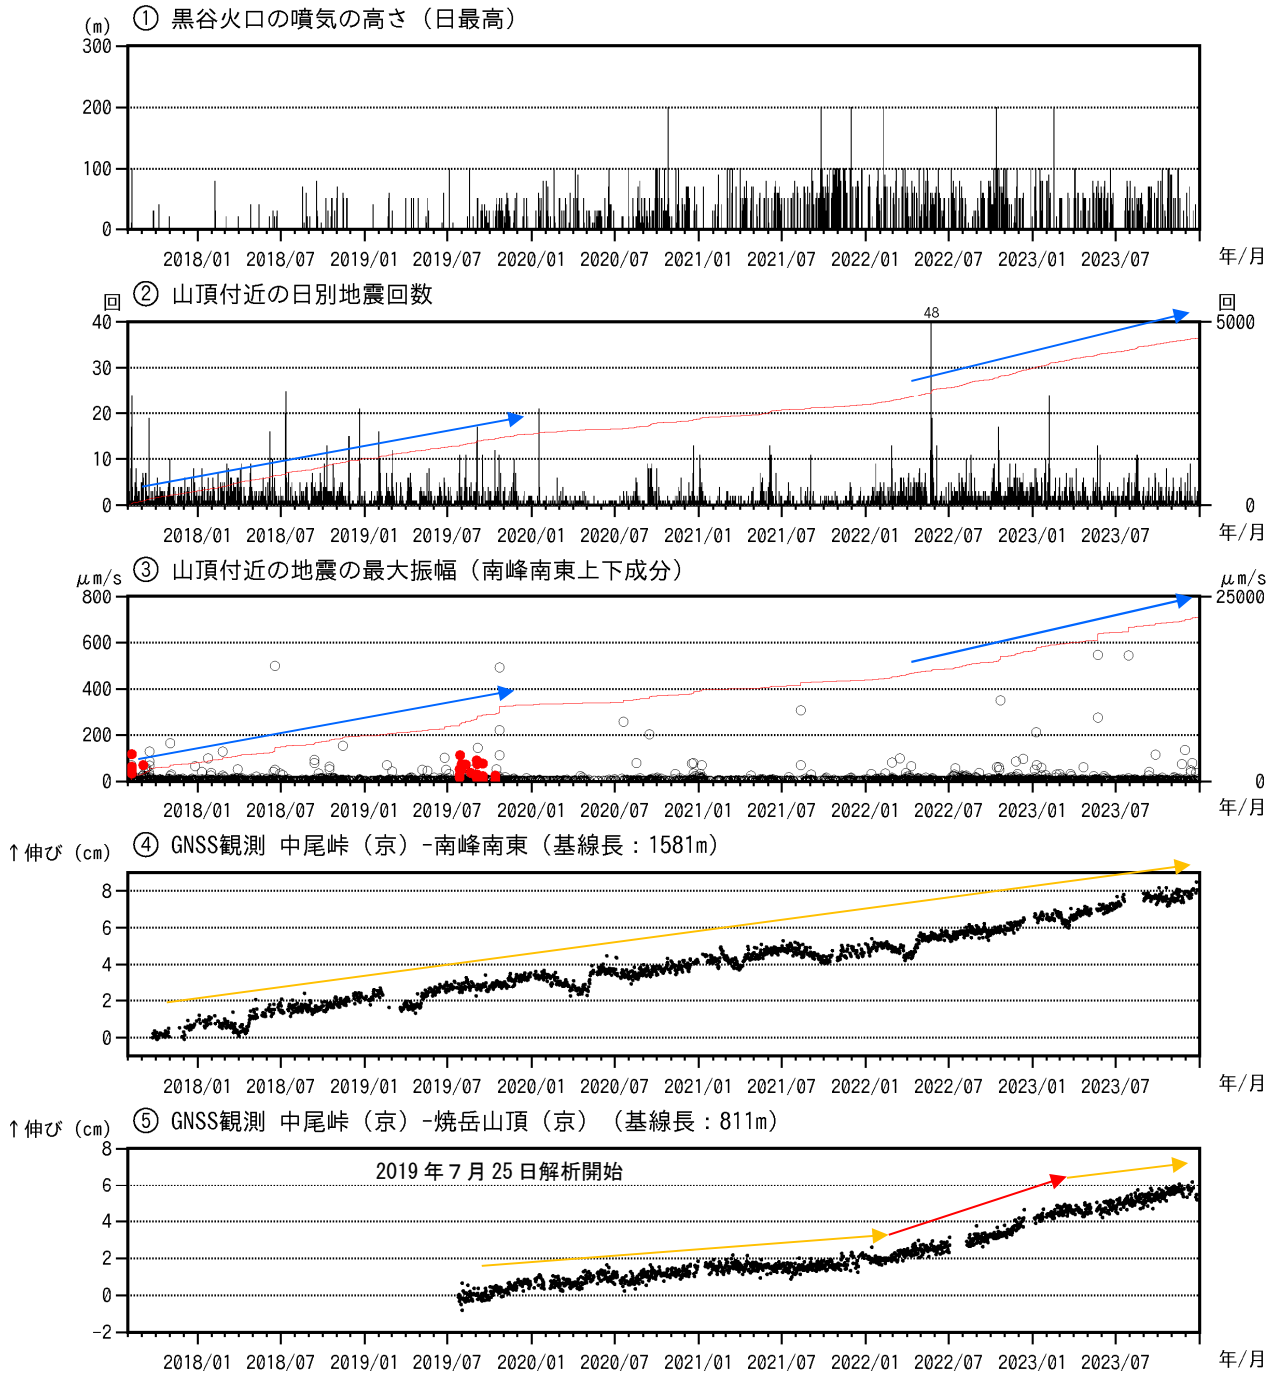 ① 黒谷火口の噴気の高さ（日最高）
(m)
300
200
100
0
2018/01 2018/07 2019/01 2019/07 2020/01 2020/07 2021/01 2021/07 2022/01 2022/07 2023/01 2023/07
年/月
② 山頂付近の日別地震回数
回 回
48
40 5000
30
20
10
0 0
2018/01 2018/07 2019/01 2019/07 2020/01 2020/07 2021/01 2021/07 2022/01 2022/07 2023/01 2023/07
年/月
③ 山頂付近の地震の最大振幅（南峰南東上下成分）
μm/s μm/s
800 25000
600
400
200
0 0
2018/01 2018/07 2019/01 2019/07 2020/01 2020/07 2021/01 2021/07 2022/01 2022/07 2023/01 2023/07
年/月
④ GNSS観測 中尾峠（京）-南峰南東（基線長：1581m）
↑伸び（cm）
8
6
4
2
0
2018/01 2018/07 2019/01 2019/07 2020/01 2020/07 2021/01 2021/07 2022/01 2022/07 2023/01 2023/07
年/月
⑤ GNSS観測 中尾峠（京）-焼岳山頂（京）（基線長：811m）
↑伸び（cm）
8
2019 年 7 月 25 日解析開始
6
4
2
0
-2
2018/01 2018/07 2019/01 2019/07 2020/01 2020/07 2021/01 2021/07 2022/01 2022/07 2023/01 2023/07
年/月